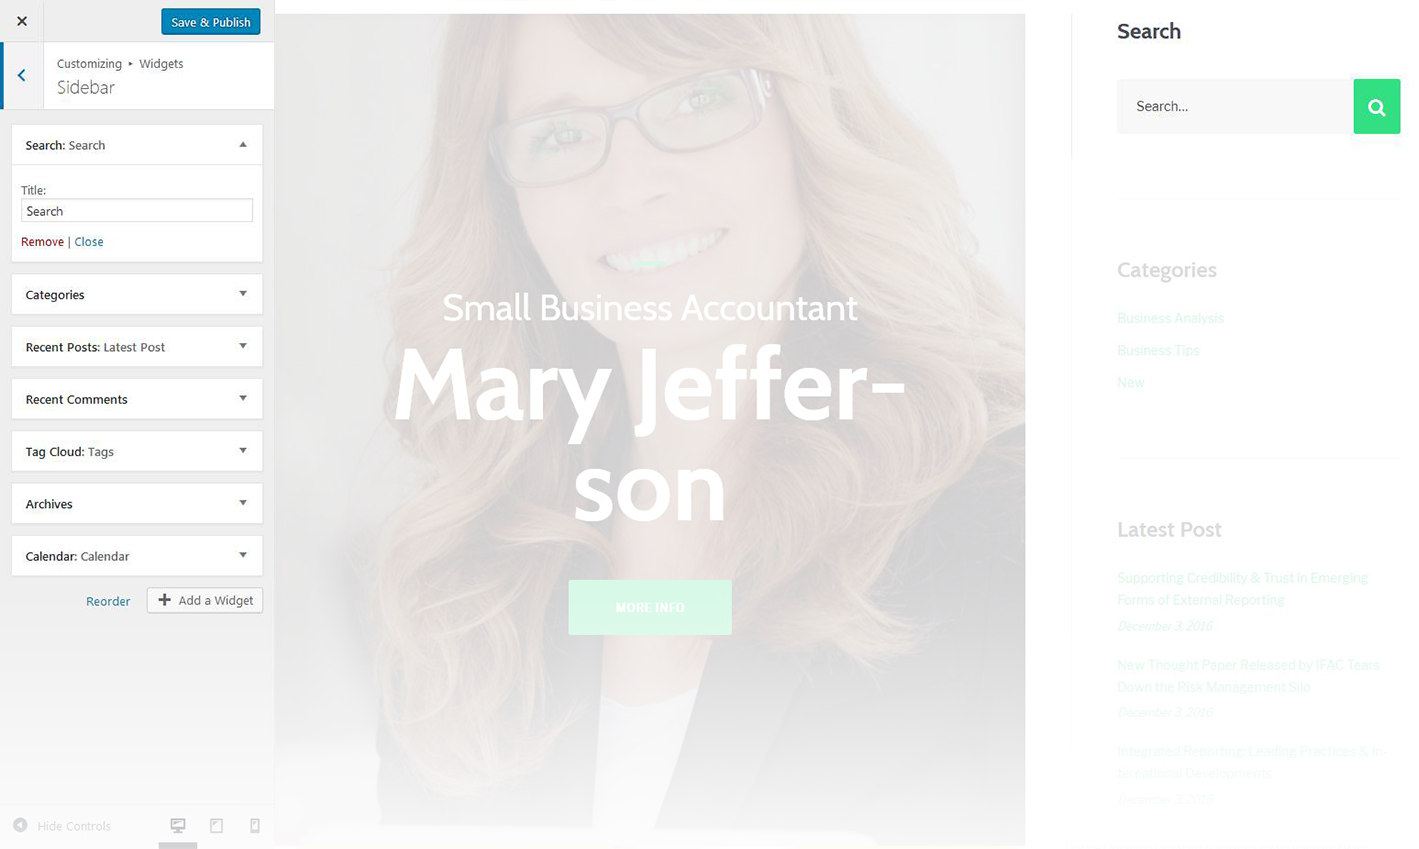 Save & Publish
Customizing ▸ Widgets
Sidebar
Search: Search
Title:
Search
Remove | Close
Categories
Recent Posts: Latest Post
Recent Comments
Tag Cloud: Tags
Archives
Calendar: Calendar
Reorder
Add a Widget
Hide Controls
Small Business Accountant
Mary Jeffer-
son
MORE INFO
Search
Search...
Categories
Business Analysis
Business Tips
New
Latest Post
Supporting Credibility & Trust in Emerging
Forms of External Reporting
December 3, 2016
New Thought Paper Released by IFAC Tears
Down the Risk Management Silo
December 3, 2016
Integrated Reporting: Leading Practices & In-
ternational Developments
December 3, 2016